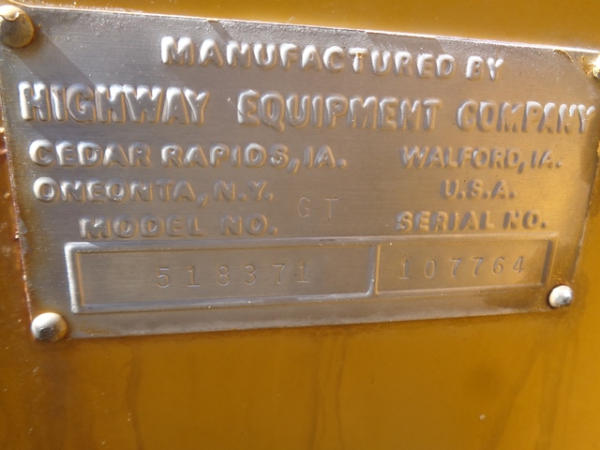 MANUFACTURED BY
HIGHWAY EQUIPMENT COMPANY
CEDAR RAPIDS, IA. WALFORD, IA.
ONEONTA, N.Y. U.S.A.
MODEL NO. GT SERIAL NO.
518371 107764